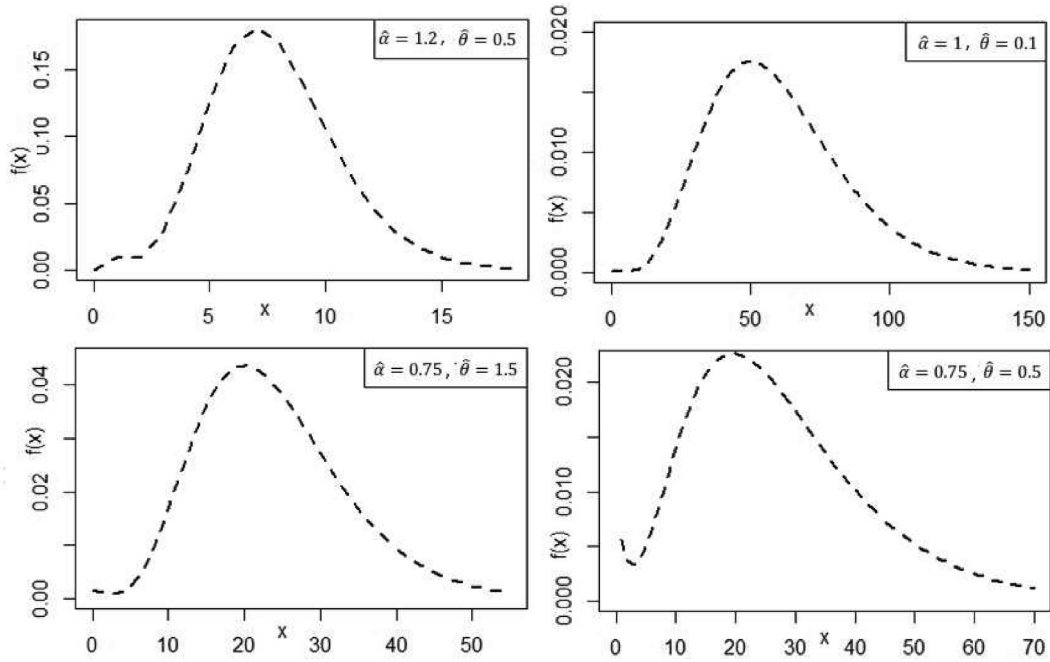 α̂ = 1.2 , θ̂ = 0.5
f(x)
0.00 0.05 0.10 0.15
0 5 10 15
x
α̂ = 1 , θ̂ = 0.1
f(x)
0.000 0.010 0.020
0 50 100 150
x
α̂ = 0.75 , θ̂ = 1.5
f(x)
0.00 0.02 0.04
0 10 20 30 40 50
x
α̂ = 0.75 , θ̂ = 0.5
f(x)
0.000 0.010 0.020
0 10 20 30 40 50 60 70
x